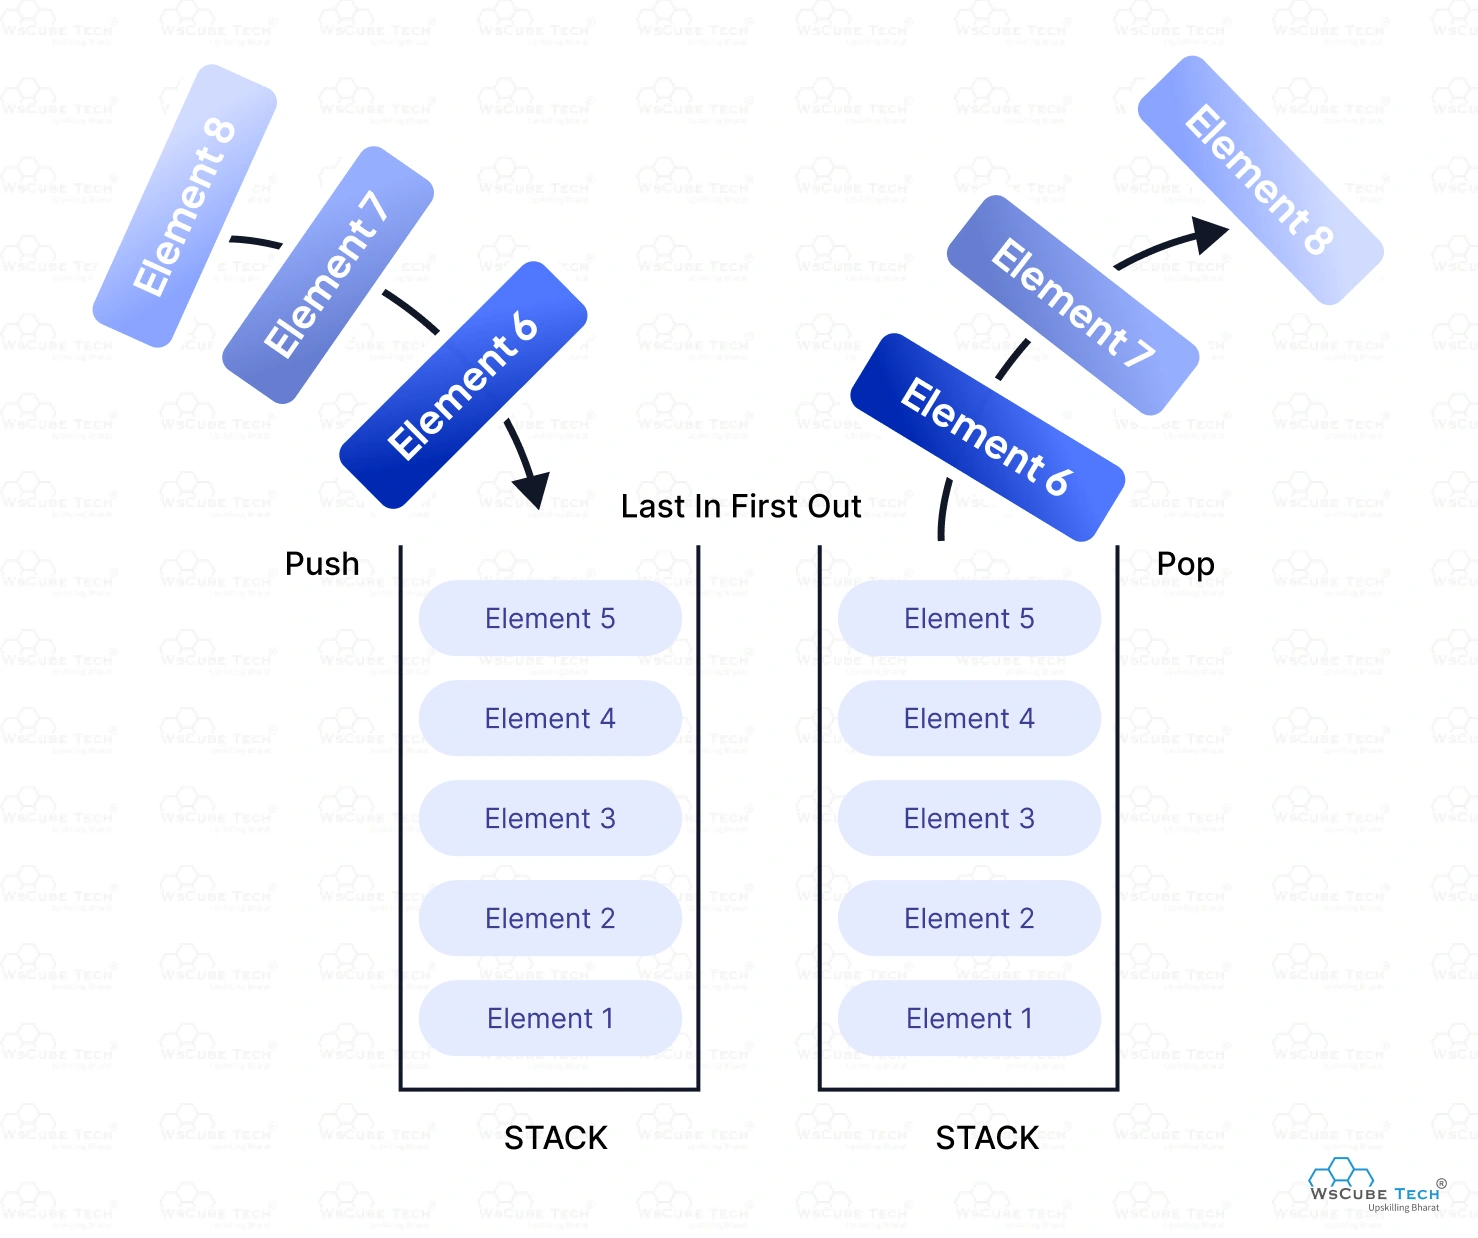 Element 8
Element 7
Element 6
Element 8
Element 7
Element 6
Last In First Out
Push
Pop
Element 5
Element 4
Element 3
Element 2
Element 1
STACK
Element 5
Element 4
Element 3
Element 2
Element 1
STACK
WsCube Tech®
Upskilling Bharat